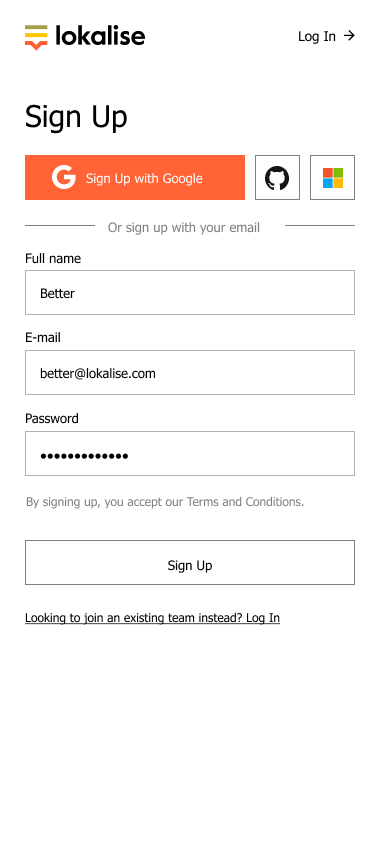 lokalise
Log In
Sign Up
Sign Up with Google
Or sign up with your email
Full name
Better
E-mail
better@lokalise.com
Password
•••••••••••••
By signing up, you accept our Terms and Conditions.
Sign Up
Looking to join an existing team instead? Log In